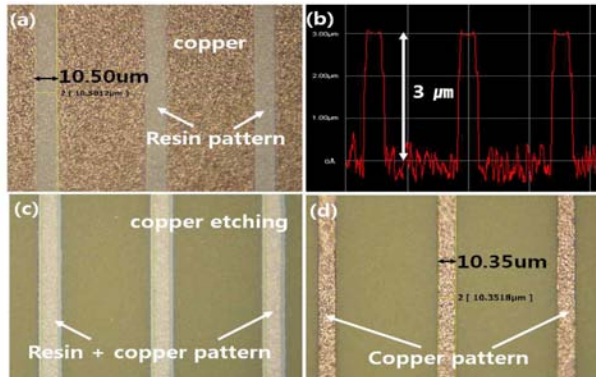 (a)
copper
10.50um
2 [ 10.5012μm ]
Resin pattern
(b)
3.00μm
2.00μm
1.00μm
0A
3 μm
(c)
copper etching
Resin + copper pattern
(d)
10.35um
2 [ 10.3518μm ]
Copper pattern